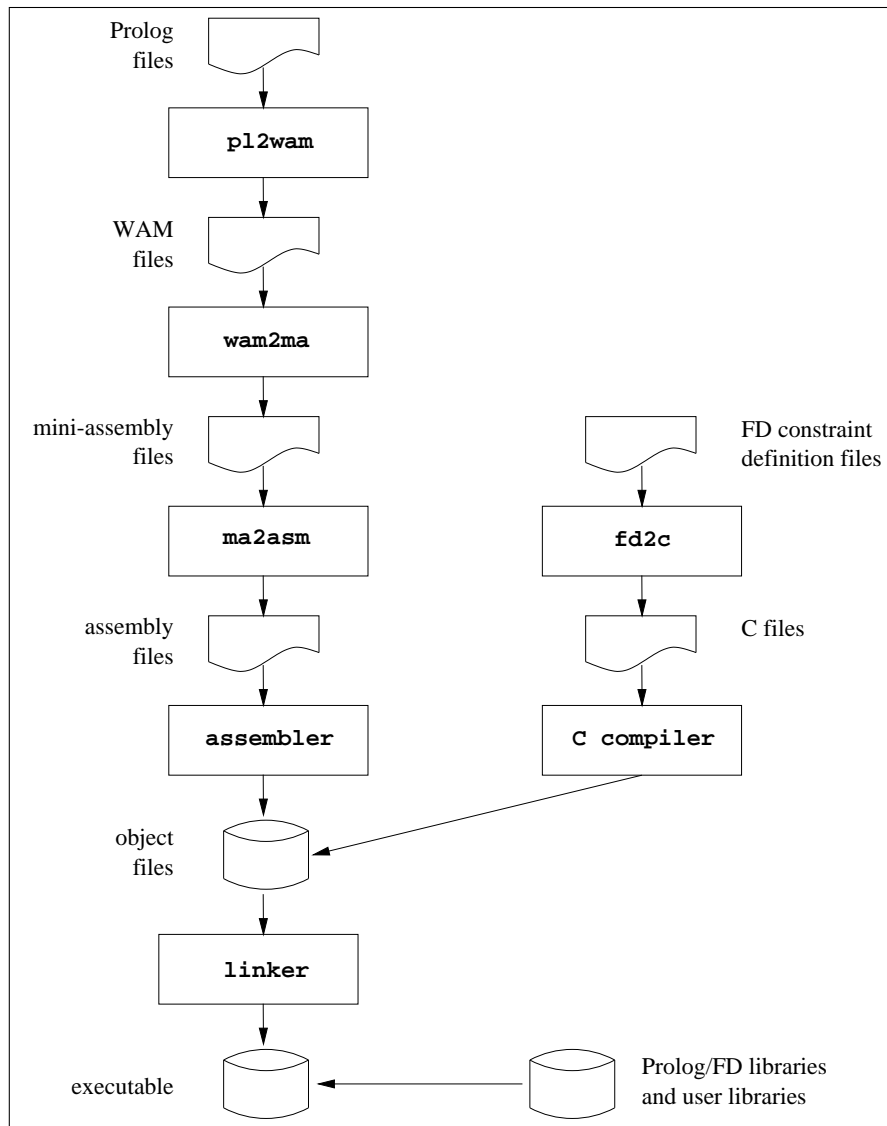 Prolog
files
pl2wam
WAM
files
wam2ma
mini-assembly
files
FD constraint
definition files
ma2asm
fd2c
assembly
files
C files
assembler
C compiler
object
files
linker
executable
Prolog/FD libraries
and user libraries